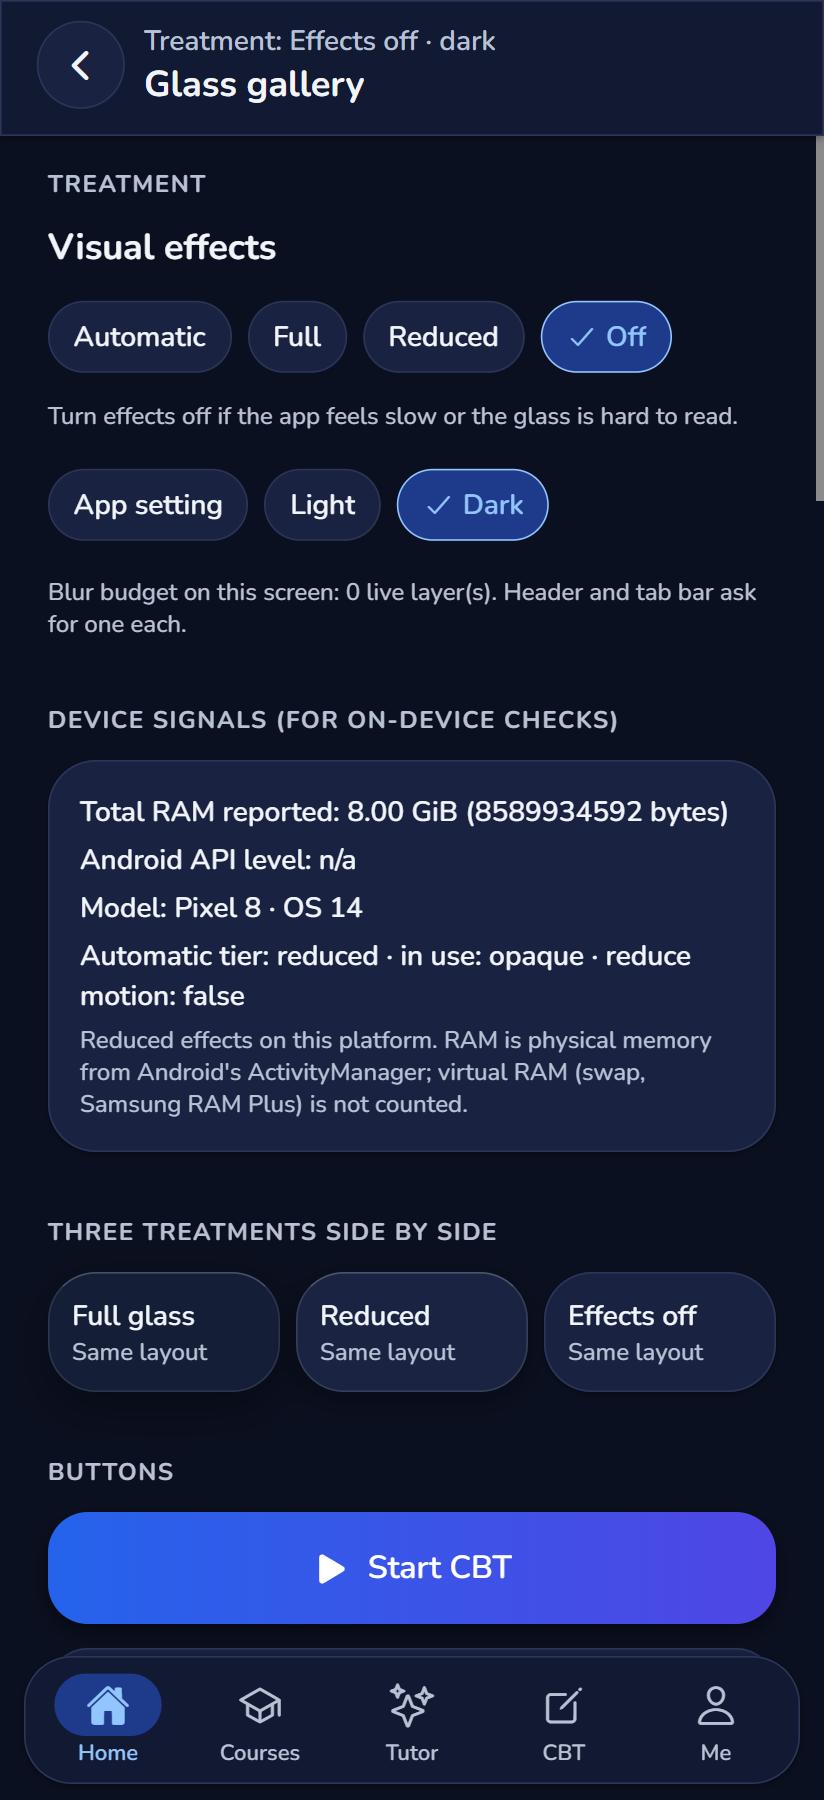 Treatment: Effects off · dark
Glass gallery
TREATMENT
Visual effects
Automatic
Full
Reduced
Off
Turn effects off if the app feels slow or the glass is hard to read.
App setting
Light
Dark
Blur budget on this screen: 0 live layer(s). Header and tab bar ask
for one each.
DEVICE SIGNALS (FOR ON-DEVICE CHECKS)
Total RAM reported: 8.00 GiB (8589934592 bytes)
Android API level: n/a
Model: Pixel 8 · OS 14
Automatic tier: reduced · in use: opaque · reduce
motion: false
Reduced effects on this platform. RAM is physical memory
from Android's ActivityManager; virtual RAM (swap,
Samsung RAM Plus) is not counted.
THREE TREATMENTS SIDE BY SIDE
Full glass
Same layout
Reduced
Same layout
Effects off
Same layout
BUTTONS
Start CBT
Home
Courses
Tutor
CBT
Me